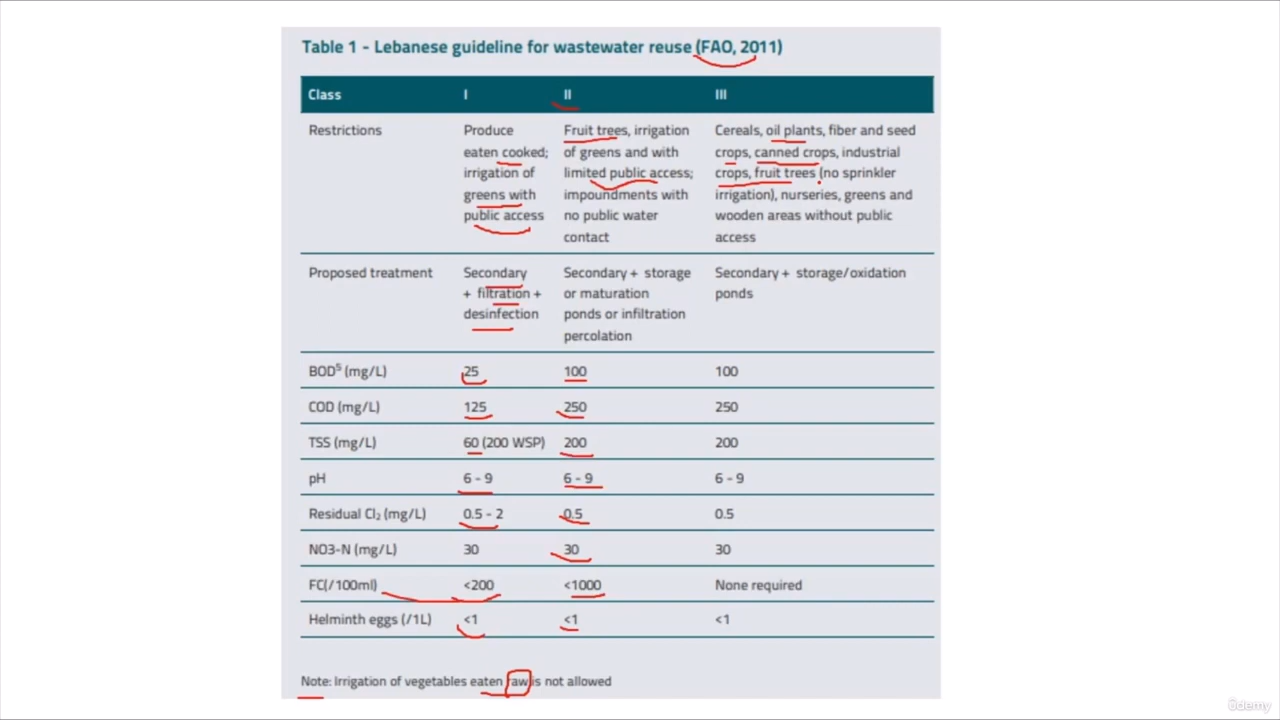 Table 1 - Lebanese guideline for wastewater reuse (FAO, 2011)
Class I II III
Restrictions Produce eaten cooked; irrigation of greens with public access Fruit trees, irrigation of greens and with limited public access; impoundments with no public water contact Cereals, oil plants, fiber and seed crops, canned crops, industrial crops, fruit trees (no sprinkler irrigation), nurseries, greens and wooden areas without public access
Proposed treatment Secondary + filtration + desinfection Secondary + storage or maturation ponds or infiltration percolation Secondary + storage/oxidation ponds
BOD⁵ (mg/L) 25 100 100
COD (mg/L) 125 250 250
TSS (mg/L) 60 (200 WSP) 200 200
pH 6 - 9 6 - 9 6 - 9
Residual Cl₂ (mg/L) 0.5 - 2 0.5 0.5
NO3-N (mg/L) 30 30 30
FC(/100ml) <200 <1000 None required
Helminth eggs (/1L) <1 <1 <1
Note: Irrigation of vegetables eaten raw is not allowed
ûdemy